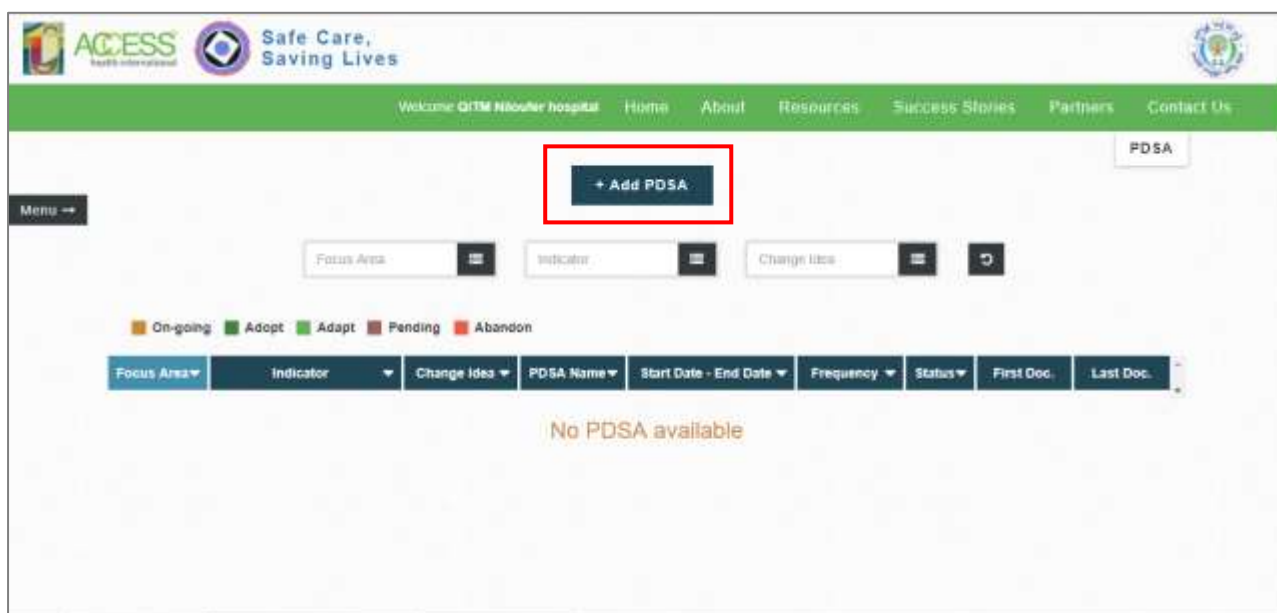 ACCESS
health international
Safe Care,
Saving Lives
Welcome QITM Niloufer hospital Home About Resources Success Stories Partners Contact Us
PDSA
+ Add PDSA
Menu →
Focus Area Indicator Change Idea
On-going Adopt Adapt Pending Abandon
Focus Area Indicator Change Idea PDSA Name Start Date - End Date Frequency Status First Doc. Last Doc.
No PDSA available